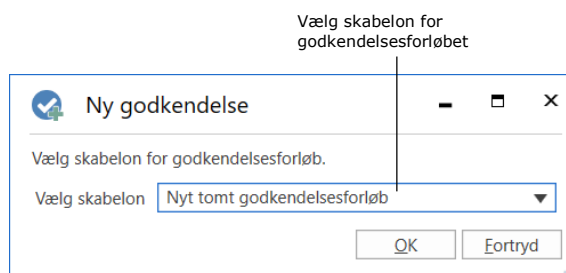 Vælg skabelon for
godkendelsesforløbet
Ny godkendelse
Vælg skabelon for godkendelsesforløb.
Vælg skabelon Nyt tomt godkendelsesforløb
OK Fortryd